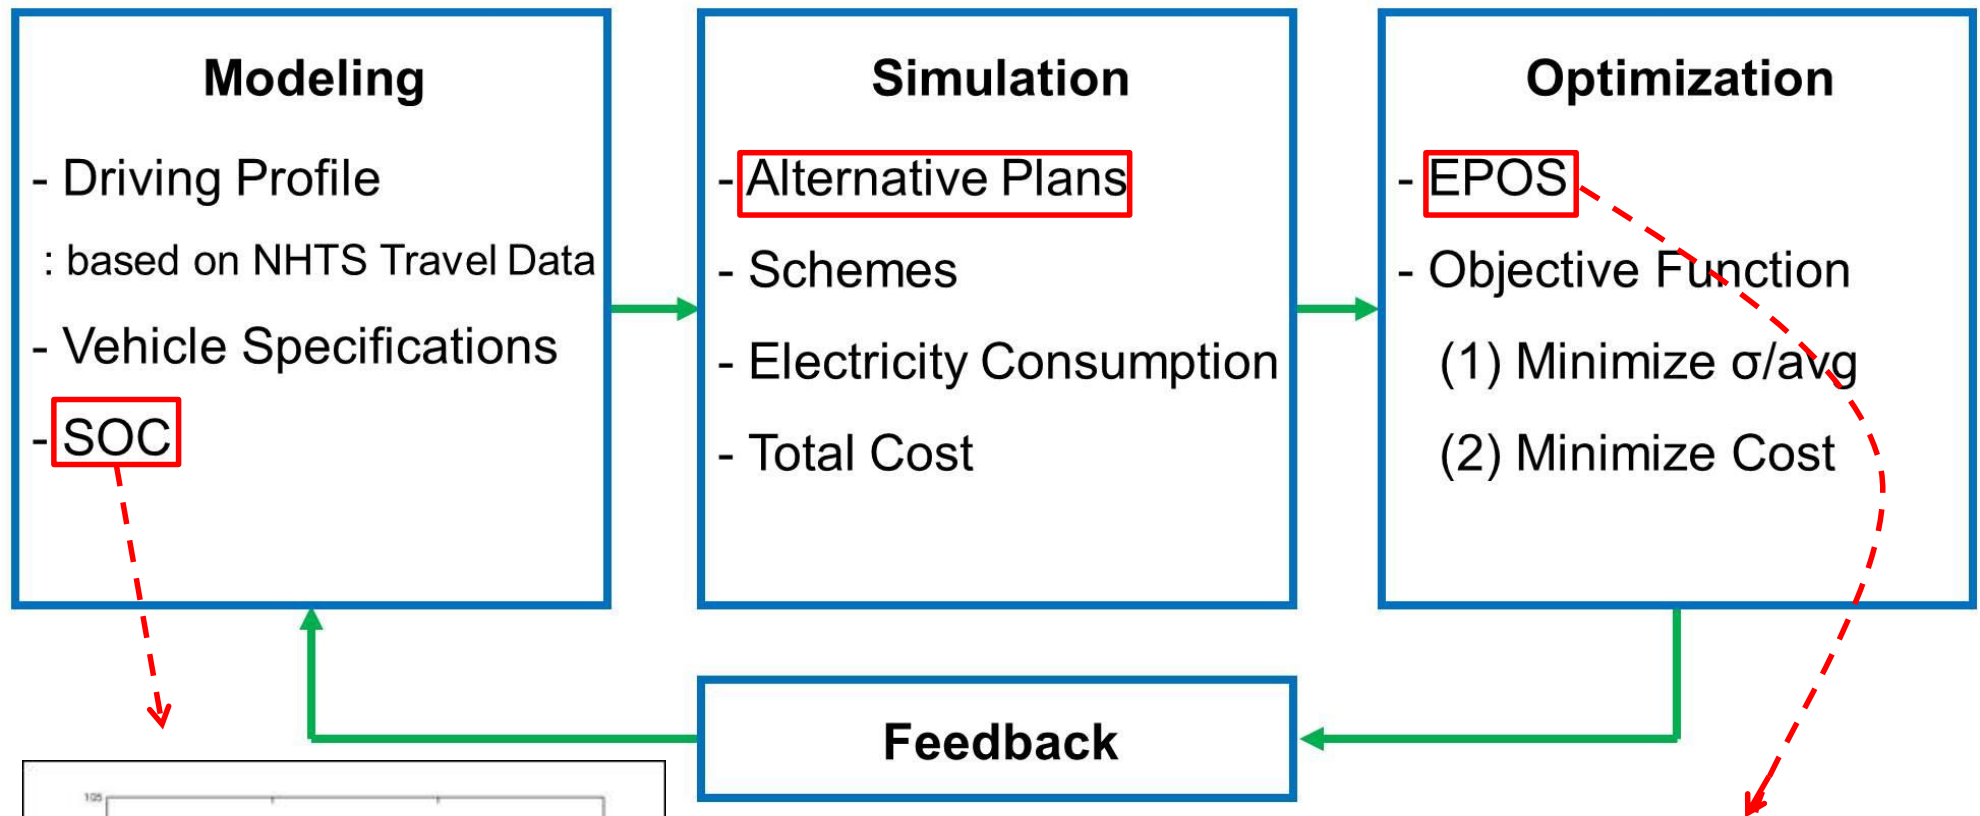 Modeling
- Driving Profile
: based on NHTS Travel Data
- Vehicle Specifications
- SOC
Simulation
- Alternative Plans
- Schemes
- Electricity Consumption
- Total Cost
Optimization
- EPOS
- Objective Function
(1) Minimize σ/avg
(2) Minimize Cost
Feedback
105